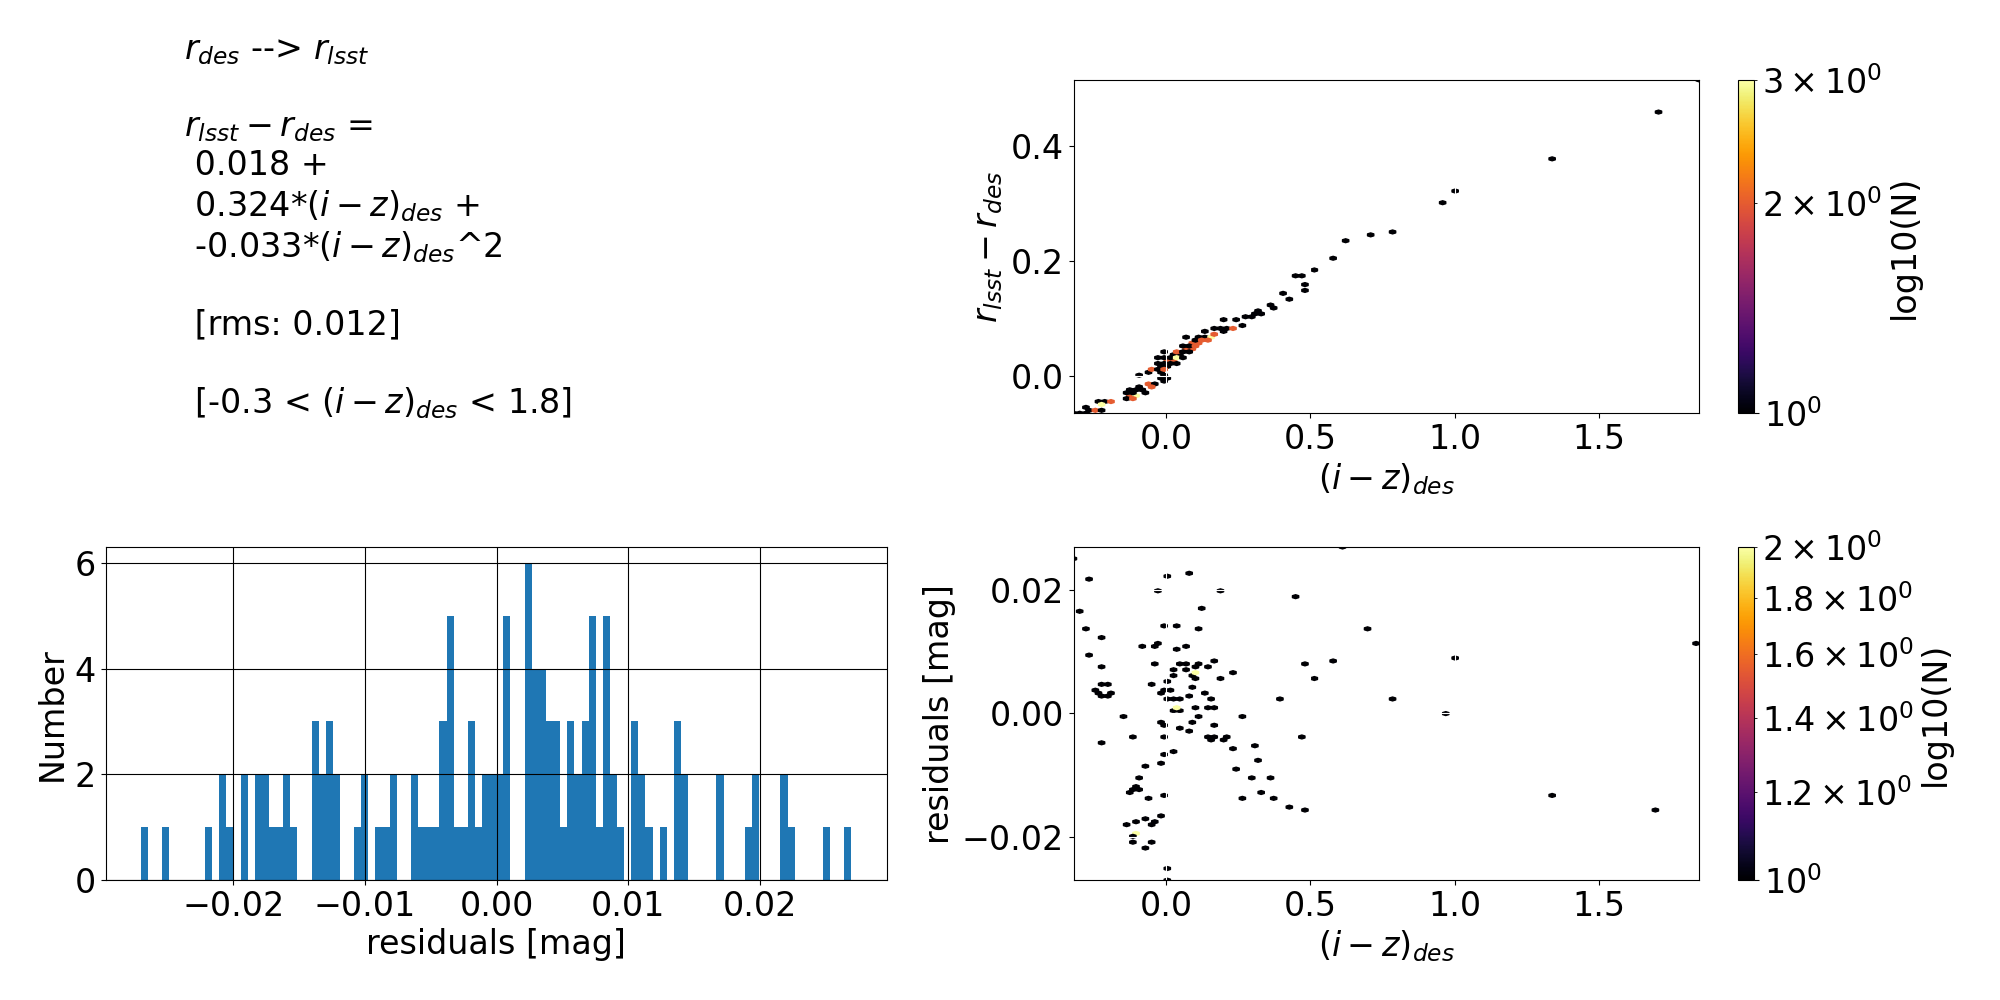 r_des --> r_lsst
r_lsst − r_des =
0.018 +
0.324*(i − z)_des +
-0.033*(i − z)_des^2
[rms: 0.012]
[-0.3 < (i − z)_des < 1.8]
0.4
0.2
0.0
r_lsst − r_des
0.0 0.5 1.0 1.5
(i − z)_des
3 × 10^0
2 × 10^0
10^0
log10(N)
6
4
2
0
Number
−0.02 −0.01 0.00 0.01 0.02
residuals [mag]
0.02
0.00
−0.02
residuals [mag]
0.0 0.5 1.0 1.5
(i − z)_des
2 × 10^0
1.8 × 10^0
1.6 × 10^0
1.4 × 10^0
1.2 × 10^0
10^0
log10(N)